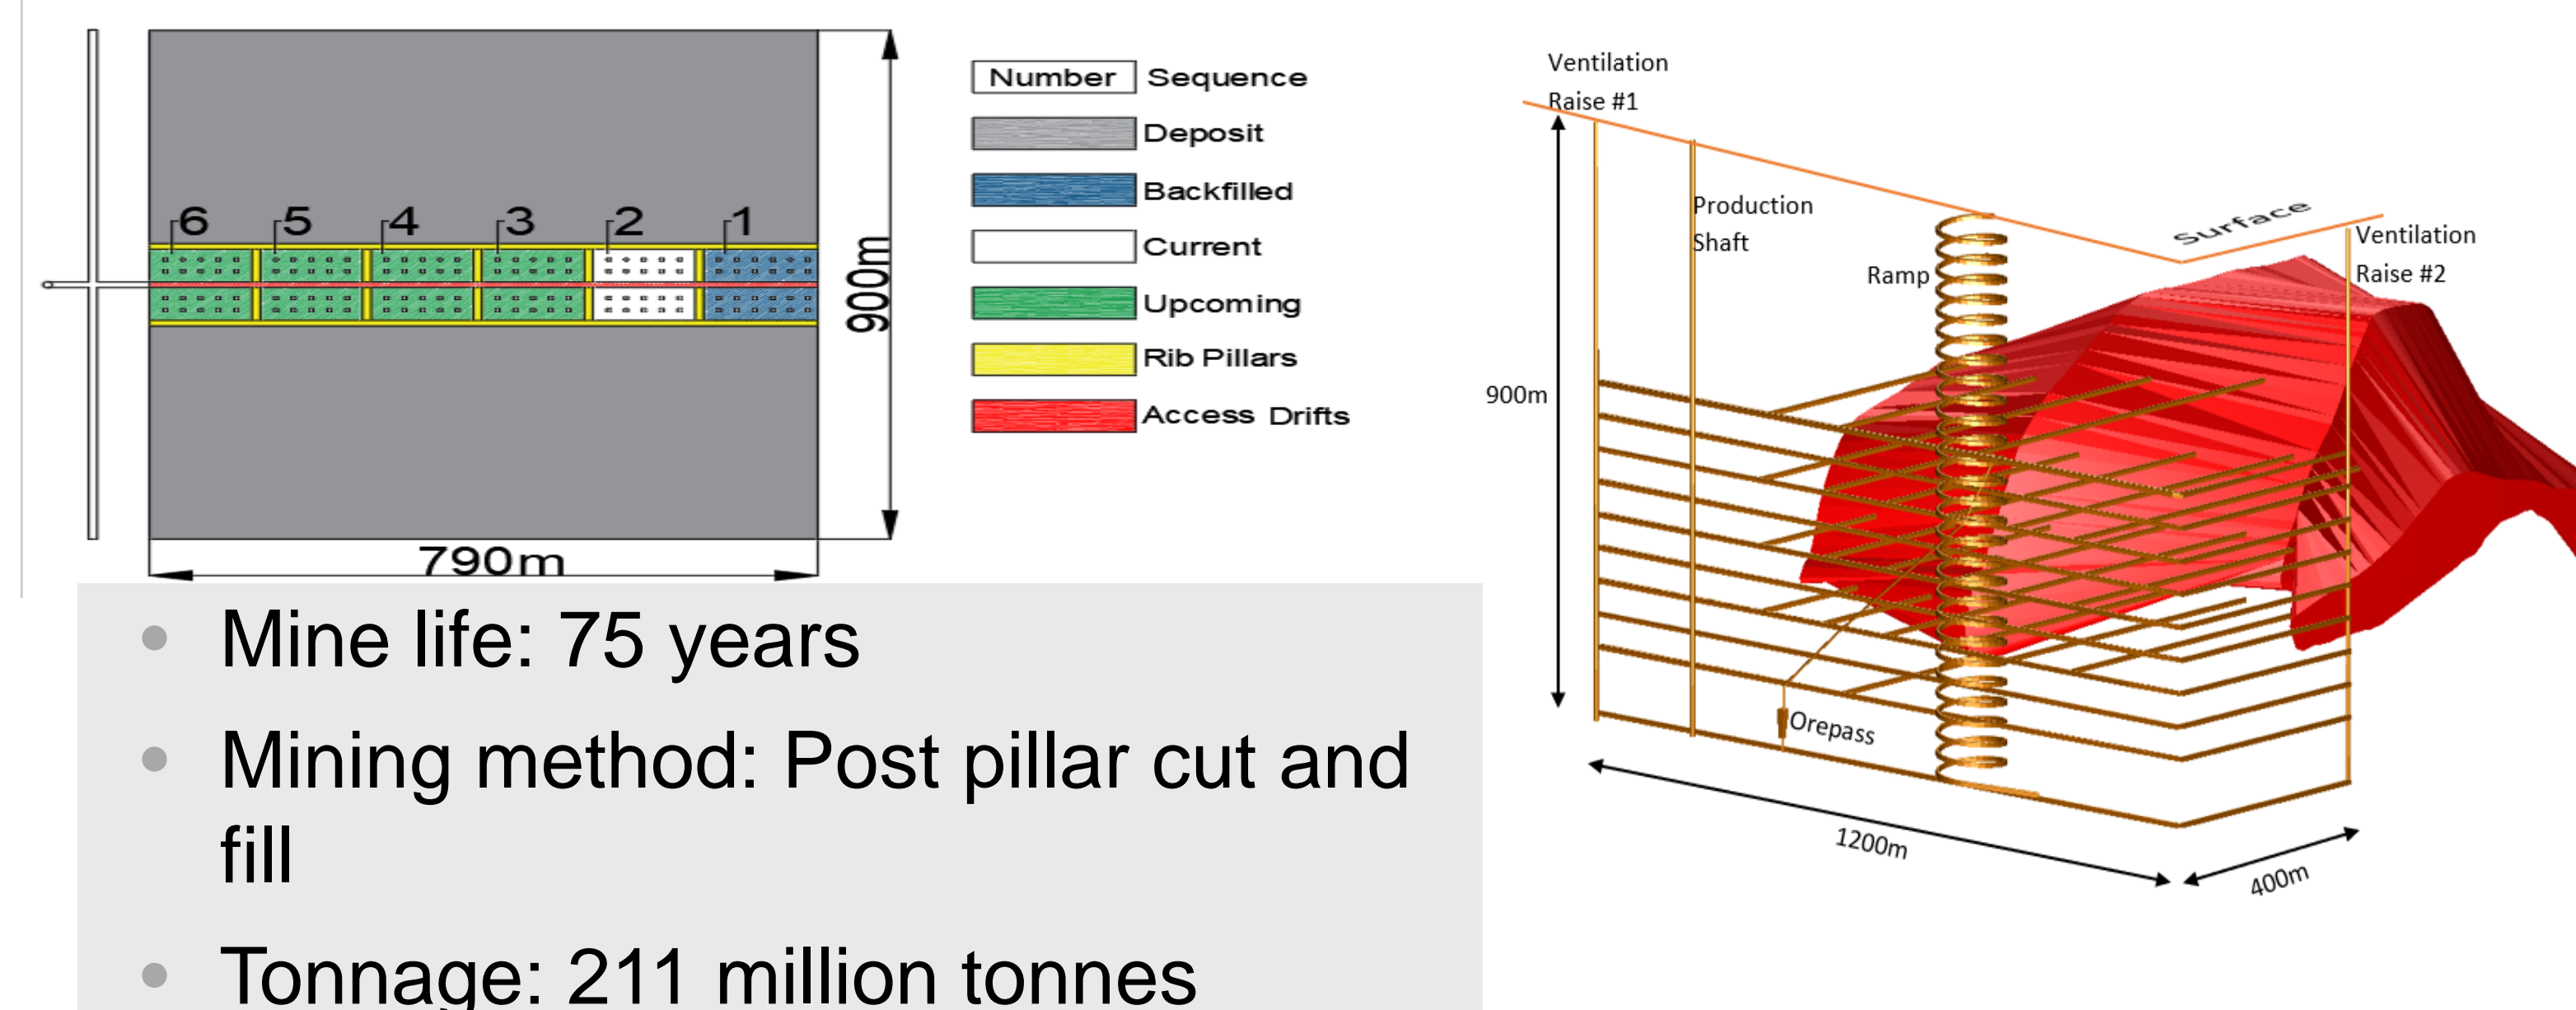 6 5 4 3 2 1
900m
790m
Number Sequence
Deposit
Backfilled
Current
Upcoming
Rib Pillars
Access Drifts
Ventilation
Raise #1
Production
Shaft
Ramp
Surface
Ventilation
Raise #2
900m
Orepass
1200m
400m
Mine life: 75 years
Mining method: Post pillar cut and
fill
Tonnage: 211 million tonnes